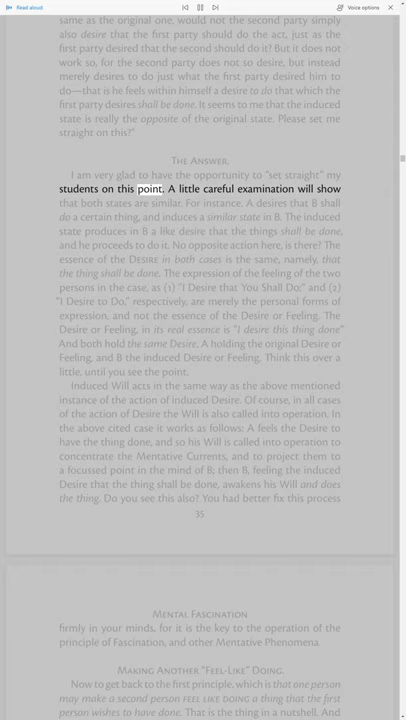 Read aloud
Voice options
same as the original one, would not the second party simply
also desire that the first party should do the act, just as the
first party desired that the second should do it? But it does not
work so, for the second party does not so desire, but instead
merely desires to do just what the first party desired him to
do—that is he feels within himself a desire to do that which the
first party desires shall be done. It seems to me that the induced
state is really the opposite of the original state. Please set me
straight on this?"
The Answer.
I am very glad to have the opportunity to "set straight" my
students on this point. A little careful examination will show
that both states are similar. For instance, A desires that B shall
do a certain thing, and induces a similar state in B. The induced
state produces in B a like desire that the things shall be done,
and he proceeds to do it. No opposite action here, is there? The
essence of the Desire in both cases is the same, namely, that
the thing shall be done. The expression of the feeling of the two
persons in the case, as (1) "I Desire that You Shall Do;" and (2)
"I Desire to Do," respectively, are merely the personal forms of
expression, and not the essence of the Desire or Feeling. The
Desire or Feeling, in its real essence is "I desire this thing done"
And both hold the same Desire. A holding the original Desire or
Feeling, and B the induced Desire or Feeling. Think this over a
little, until you see the point.
Induced Will acts in the same way as the above mentioned
instance of the action of Induced Desire. Of course, in all cases
of the action of Desire the Will is also called into operation. In
the above cited case it works as follows: A feels the Desire to
have the thing done, and so his Will is called into operation to
concentrate the Mentative Currents, and to project them to
a focussed point in the mind of B; then B, feeling the induced
Desire that the thing shall be done, awakens his Will and does
the thing. Do you see this also? You had better fix this process
35
Mental Fascination
firmly in your minds, for it is the key to the operation of the
principle of Fascination, and other Mentative Phenomena.
Making Another "Feel-Like" Doing.
Now to get back to the first principle, which is that one person
may make a second person feel like doing a thing that the first
person wishes to have done. That is the thing in a nutshell. And